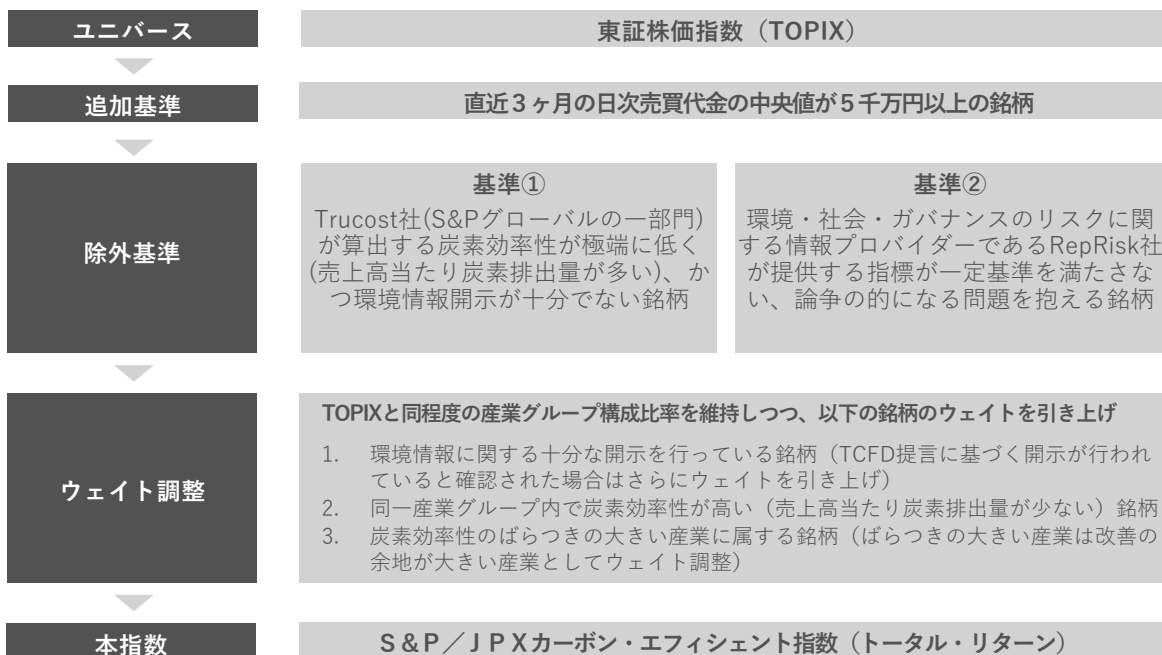 ユニバース
東証株価指数（TOPIX）
追加基準
直近３ヶ月の日次売買代金の中央値が５千万円以上の銘柄
除外基準
基準①
Trucost社(S&Pグローバルの一部門)
が算出する炭素効率性が極端に低く
(売上高当たり炭素排出量が多い)、か
つ環境情報開示が十分でない銘柄
基準②
環境・社会・ガバナンスのリスクに関
する情報プロバイダーであるRepRisk社
が提供する指標が一定基準を満たさな
い、論争の的になる問題を抱える銘柄
ウェイト調整
TOPIXと同程度の産業グループ構成比率を維持しつつ、以下の銘柄のウェイトを引き上げ
1. 環境情報に関する十分な開示を行っている銘柄（TCFD提言に基づく開示が行われ
ていると確認された場合はさらにウェイトを引き上げ）
2. 同一産業グループ内で炭素効率性が高い（売上高当たり炭素排出量が少ない）銘柄
3. 炭素効率性のばらつきの大きい産業に属する銘柄（ばらつきの大きい産業は改善の
余地が大きい産業としてウェイト調整）
本指数
Ｓ＆Ｐ／ＪＰＸカーボン・エフィシェント指数（トータル・リターン）